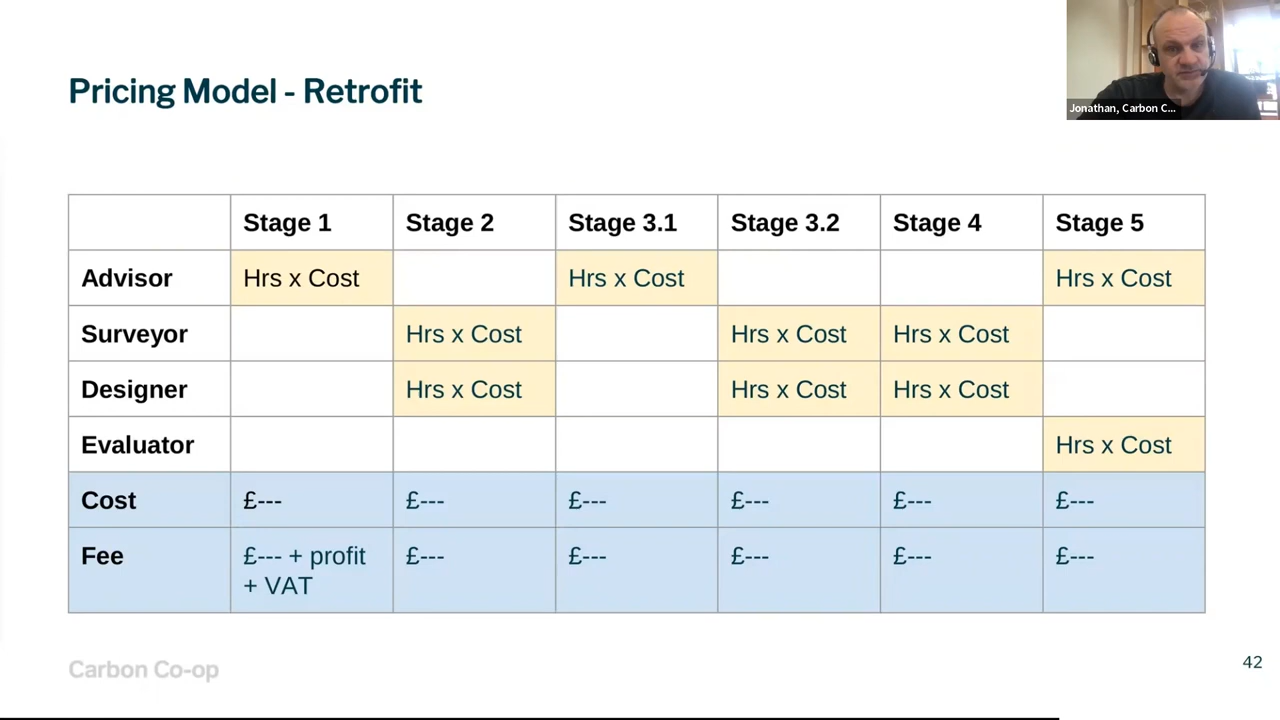 Pricing Model - Retrofit
Jonathan, Carbon C...
Stage 1 Stage 2 Stage 3.1 Stage 3.2 Stage 4 Stage 5
Advisor Hrs x Cost Hrs x Cost Hrs x Cost
Surveyor Hrs x Cost Hrs x Cost Hrs x Cost
Designer Hrs x Cost Hrs x Cost Hrs x Cost
Evaluator Hrs x Cost
Cost £--- £--- £--- £--- £--- £---
Fee £--- + profit £--- £--- £--- £--- £---
+ VAT
Carbon Co-op
42